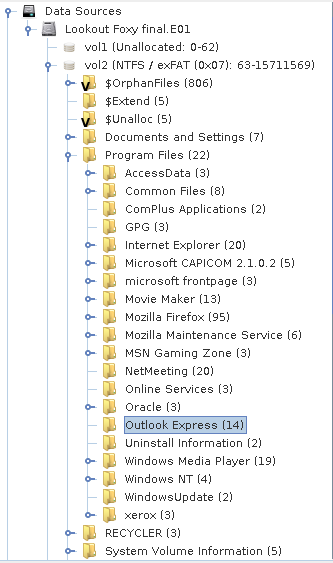 Data Sources
Lookout Foxy final.E01
vol1 (Unallocated: 0-62)
vol2 (NTFS / exFAT (0x07): 63-15711569)
$OrphanFiles (806)
$Extend (5)
$Unalloc (5)
Documents and Settings (7)
Program Files (22)
AccessData (3)
Common Files (8)
ComPlus Applications (2)
GPG (3)
Internet Explorer (20)
Microsoft CAPICOM 2.1.0.2 (5)
microsoft frontpage (3)
Movie Maker (13)
Mozilla Firefox (95)
Mozilla Maintenance Service (6)
MSN Gaming Zone (3)
NetMeeting (20)
Online Services (3)
Oracle (3)
Outlook Express (14)
Uninstall Information (2)
Windows Media Player (19)
Windows NT (4)
WindowsUpdate (2)
xerox (3)
RECYCLER (3)
System Volume Information (5)